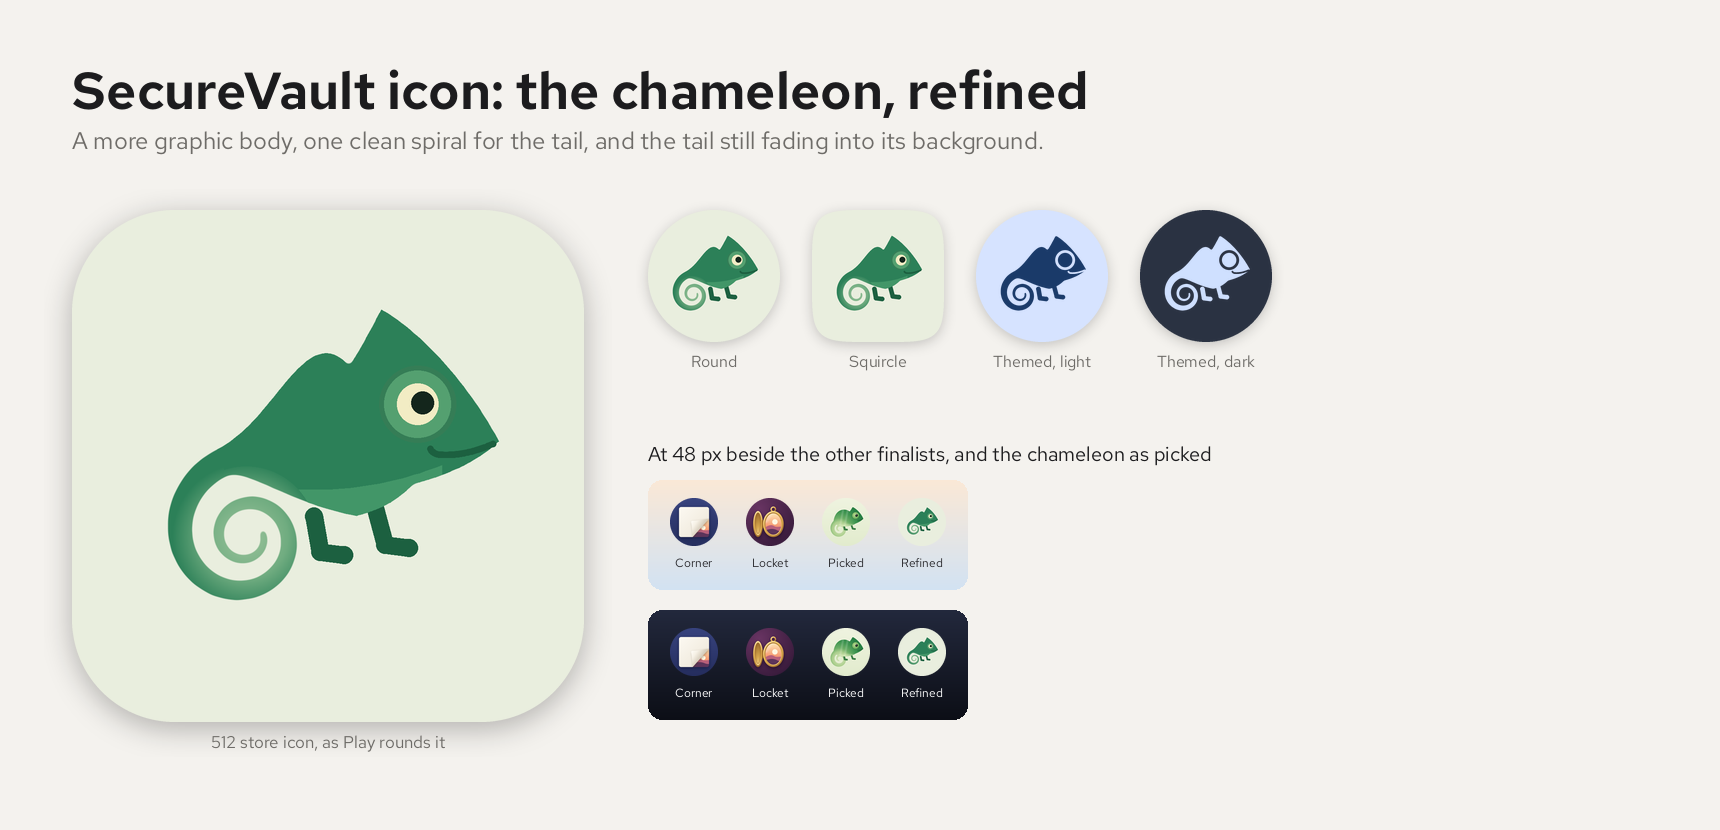 SecureVault icon: the chameleon, refined
A more graphic body, one clean spiral for the tail, and the tail still fading into its background.
512 store icon, as Play rounds it
Round
Squircle
Themed, light
Themed, dark
At 48 px beside the other finalists, and the chameleon as picked
Corner
Locket
Picked
Refined
Corner
Locket
Picked
Refined